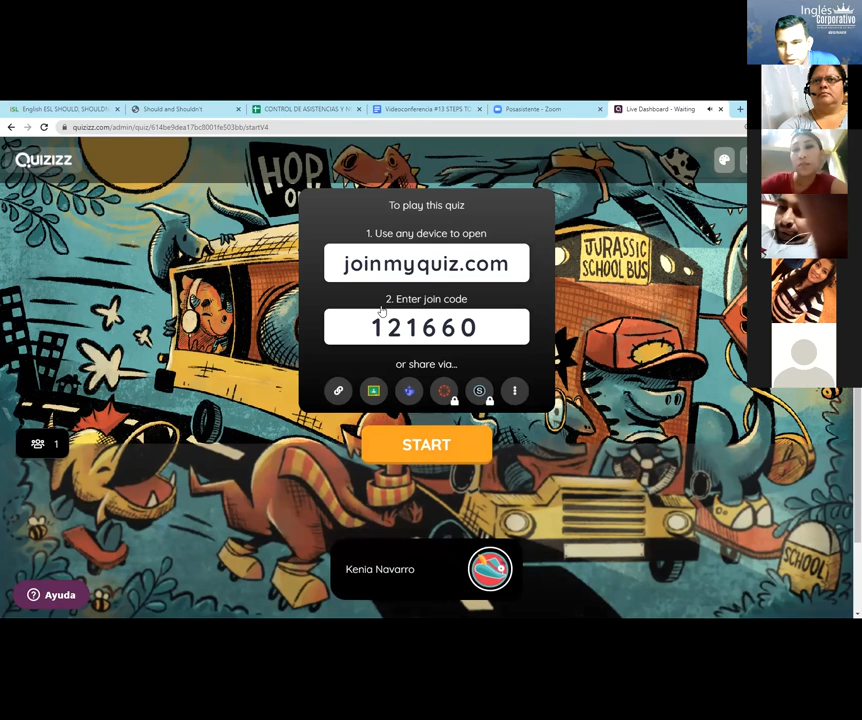 Inglés
Corporativo
English ESL SHOULD, SHOULDN'
Should and Shouldn't
CONTROL DE ASISTENCIAS Y N
Videoconferencia #13 STEPS TO
Posasistente - Zoom
Live Dashboard - Waiting
quizizz.com/admin/quiz/614be9dea17bc8001fe503bb/startV4
QUIZIZZ
HOP
ON
To play this quiz
1. Use any device to open
joinmyquiz.com
2. Enter join code
121660
or share via...
JURASSIC
SCHOOL BUS
1
START
Kenia Navarro
Ayuda
SCHOOL